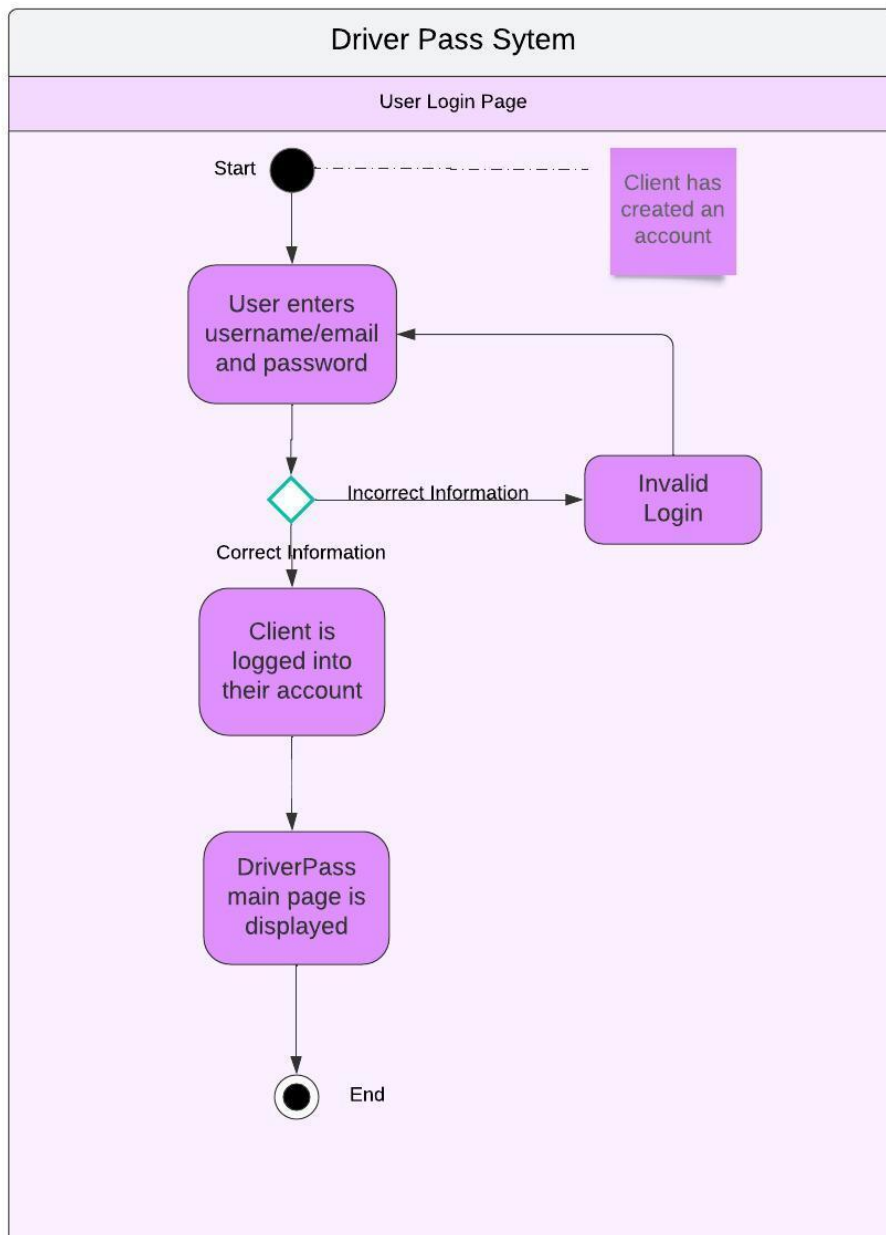 Driver Pass Sytem
User Login Page
Start
Client has
created an
account
User enters
username/email
and password
Incorrect Information
Invalid
Login
Correct Information
Client is
logged into
their account
DriverPass
main page is
displayed
End